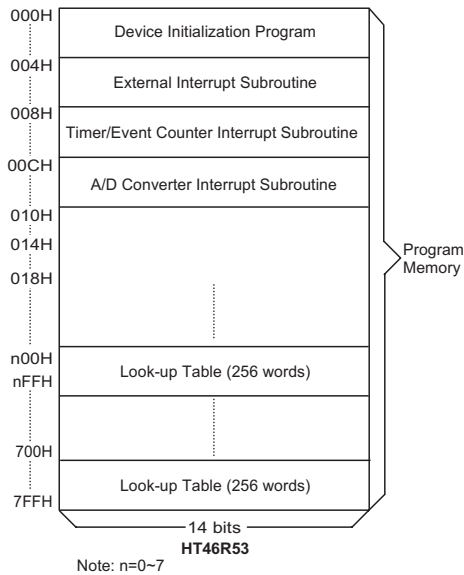 000H
Device Initialization Program
004H
External Interrupt Subroutine
008H
Timer/Event Counter Interrupt Subroutine
00CH
A/D Converter Interrupt Subroutine
010H
014H
Program
Memory
018H
n00H
Look-up Table (256 words)
nFFH
700H
Look-up Table (256 words)
7FFH
14 bits
HT46R53
Note: n=0~7